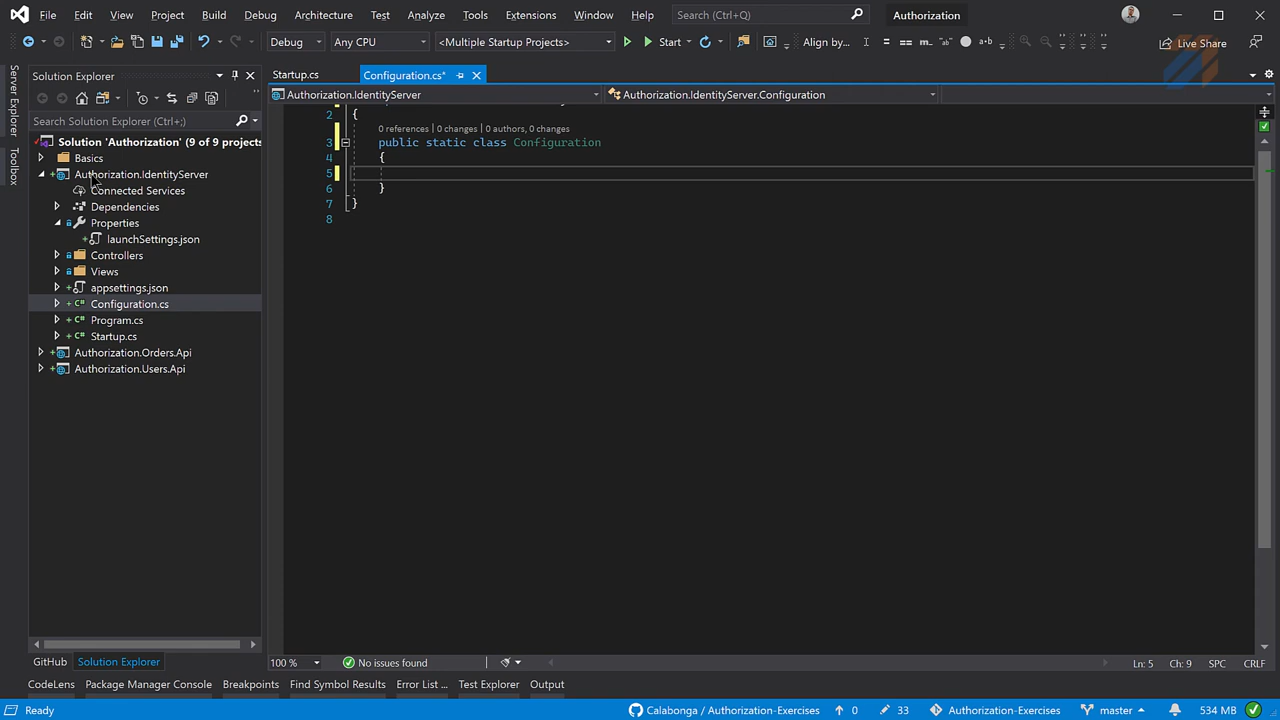 File Edit View Project Build Debug Architecture Test Analyze Tools Extensions Window Help Search (Ctrl+Q) Authorization
Debug Any CPU <Multiple Startup Projects> Start Align by... Live Share
Server Explorer
Toolbox
Solution Explorer
Search Solution Explorer (Ctrl+;)
Solution 'Authorization' (9 of 9 projects
Basics
Authorization.IdentityServer
Connected Services
Dependencies
Properties
launchSettings.json
Controllers
Views
appsettings.json
Configuration.cs
Program.cs
Startup.cs
Authorization.Orders.Api
Authorization.Users.Api
GitHub Solution Explorer
Startup.cs Configuration.cs*
Authorization.IdentityServer Authorization.IdentityServer.Configuration
2 {
0 references | 0 changes | 0 authors, 0 changes
3 public static class Configuration
4 {
5
6 }
7 }
8
100 % No issues found Ln: 5 Ch: 9 SPC CRLF
CodeLens Package Manager Console Breakpoints Find Symbol Results Error List ... Test Explorer Output
Ready Calabonga / Authorization-Exercises 0 33 Authorization-Exercises master 534 MB